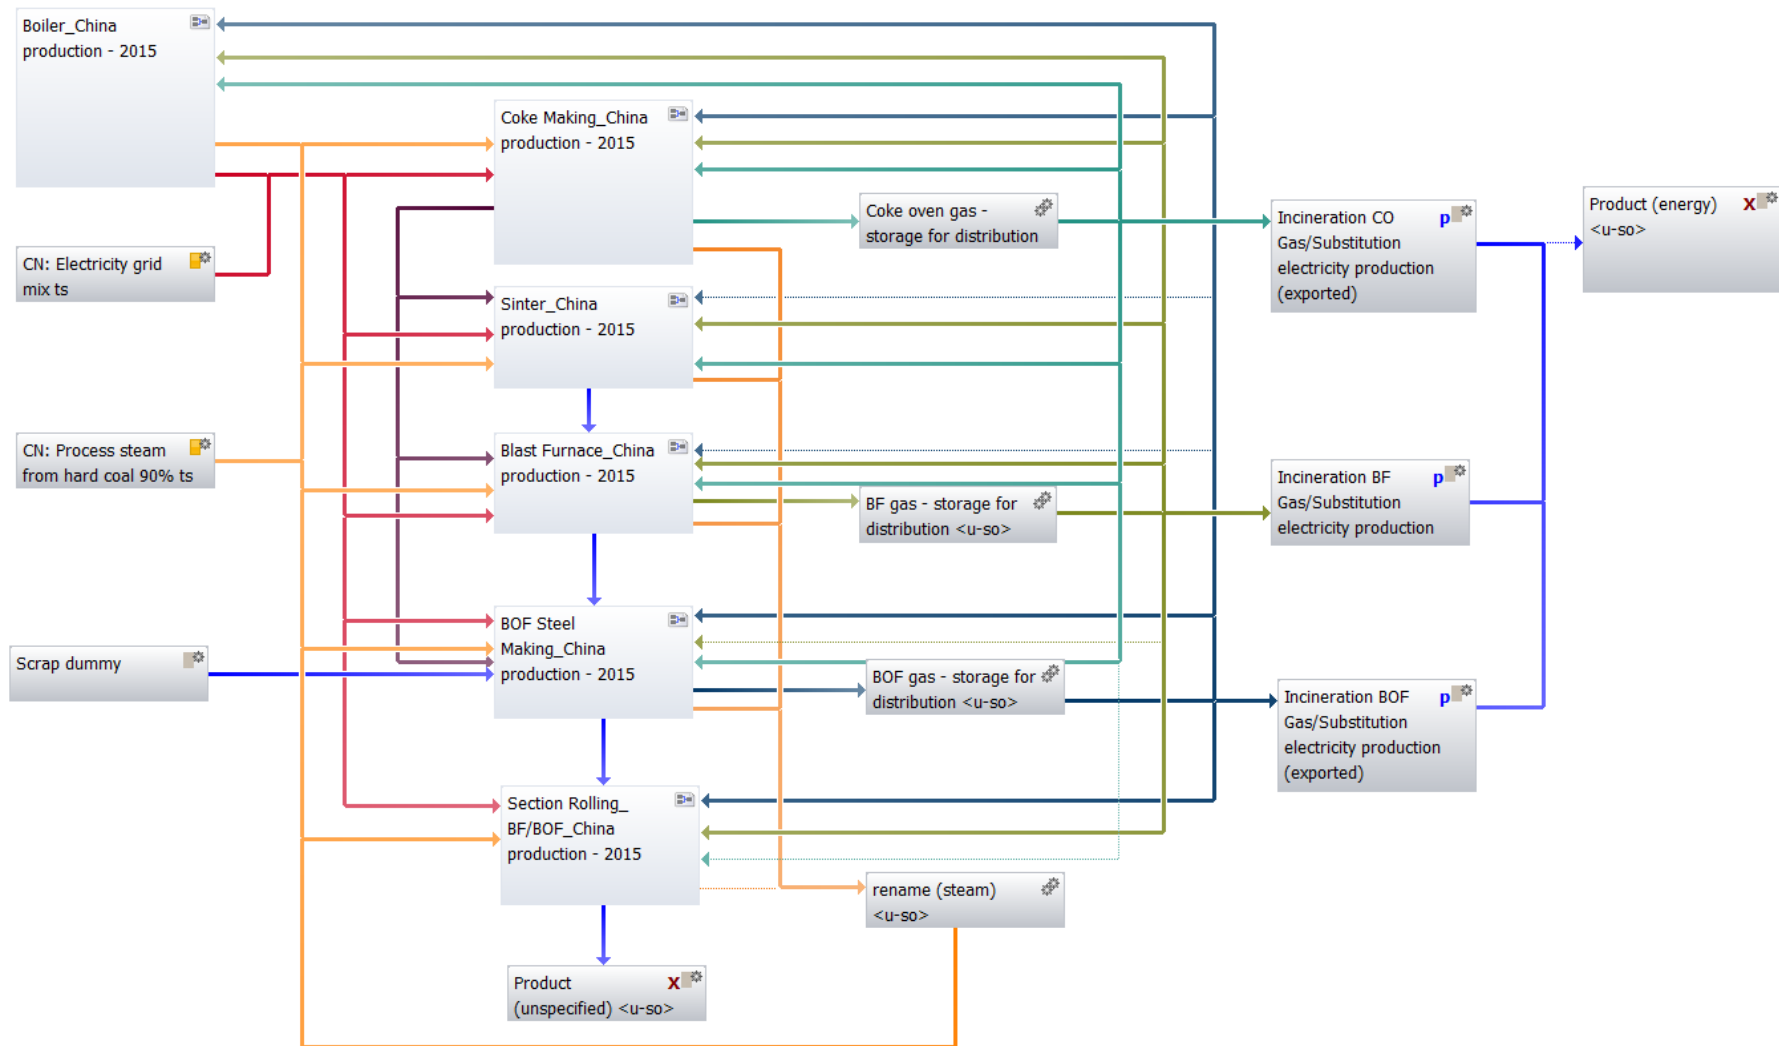 Boiler_China
production - 2015
Coke Making_China
production - 2015
Coke oven gas -
storage for distribution
Incineration CO
Gas/Substitution
electricity production
(exported)
p
Product (energy)
<u-so>
X
CN: Electricity grid
mix ts
Sinter_China
production - 2015
CN: Process steam
from hard coal 90% ts
Blast Furnace_China
production - 2015
BF gas - storage for
distribution <u-so>
Incineration BF
Gas/Substitution
electricity production
p
Scrap dummy
BOF Steel
Making_China
production - 2015
BOF gas - storage for
distribution <u-so>
Incineration BOF
Gas/Substitution
electricity production
(exported)
p
Section Rolling_
BF/BOF_China
production - 2015
rename (steam)
<u-so>
Product
(unspecified) <u-so>
X